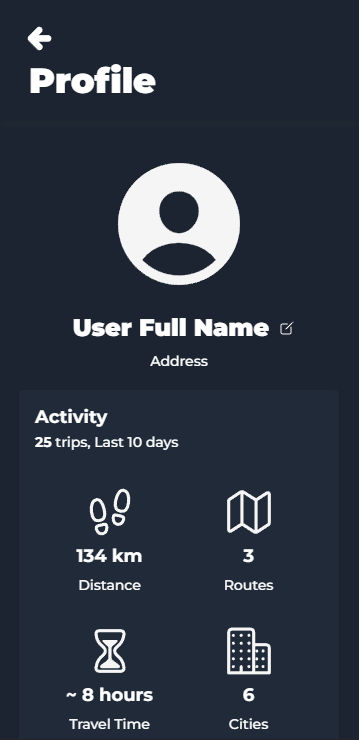 Profile
User Full Name
Address
Activity
25 trips, Last 10 days
134 km
3
Distance
Routes
~ 8 hours
6
Travel Time
Cities